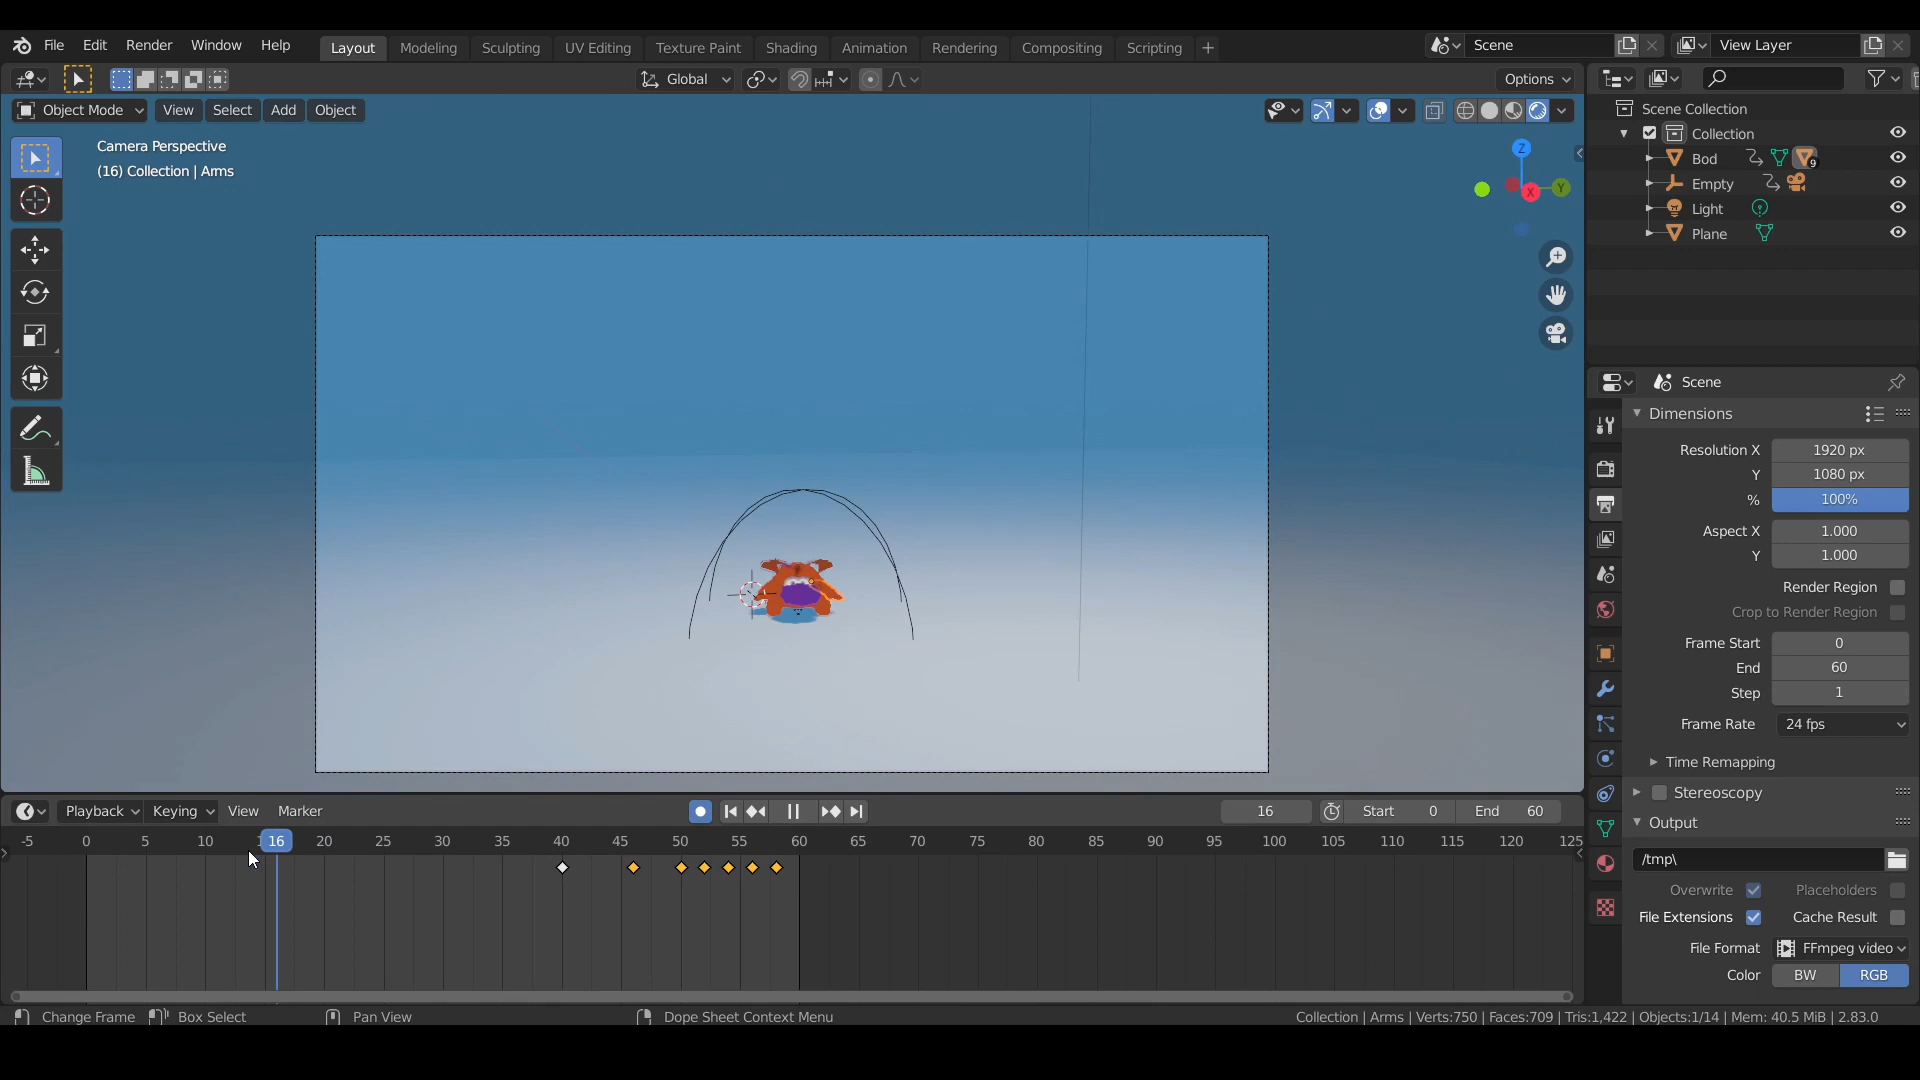 File Edit Render Window Help Layout Modeling Sculpting UV Editing Texture Paint Shading Animation Rendering Compositing Scripting + Scene View Layer
Global Options
Object Mode View Select Add Object
Camera Perspective
(16) Collection | Arms
Z
X
Y
Scene Collection
Collection
Bod 9
Empty
Light
Plane
Scene
Dimensions
Resolution X 1920 px
Y 1080 px
% 100%
Aspect X 1.000
Y 1.000
Render Region
Crop to Render Region
Frame Start 0
End 60
Step 1
Frame Rate 24 fps
Time Remapping
Stereoscopy
Output
/tmp\
Overwrite Placeholders
File Extensions Cache Result
File Format FFmpeg video
Color BW RGB
Playback Keying View Marker 16 Start 0 End 60
-5 0 5 10 16 20 25 30 35 40 45 50 55 60 65 70 75 80 85 90 95 100 105 110 115 120 125
Change Frame Box Select Pan View Dope Sheet Context Menu Collection | Arms | Verts:750 | Faces:709 | Tris:1,422 | Objects:1/14 | Mem: 40.5 MiB | 2.83.0